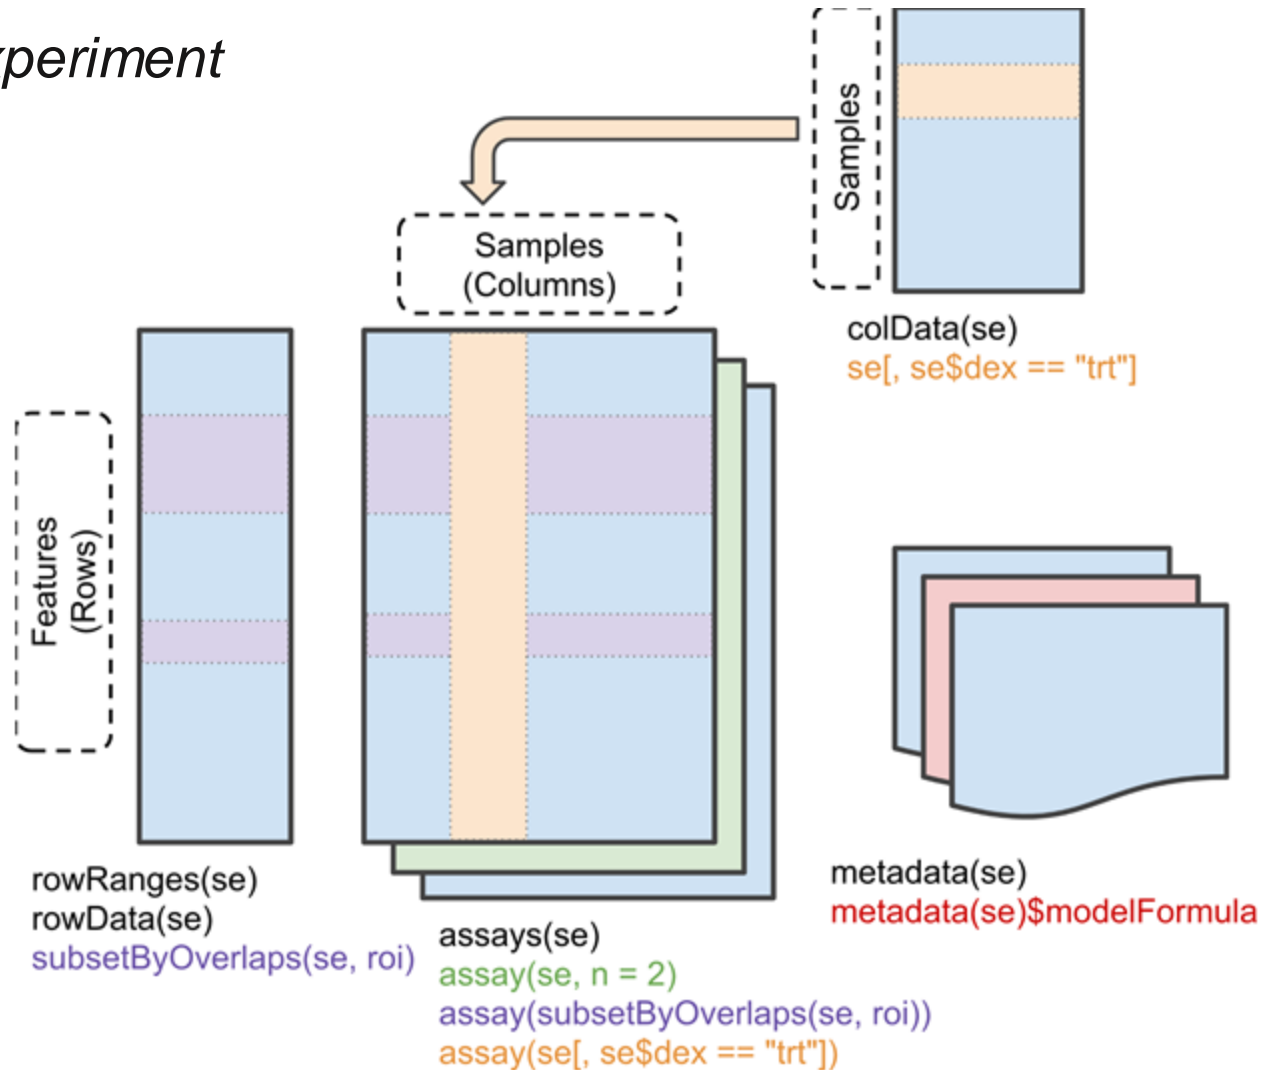 xperiment
Samples
Samples
(Columns)
colData(se)
se[, se$dex == "trt"]
Features
(Rows)
rowRanges(se)
rowData(se)
subsetByOverlaps(se, roi)
assays(se)
assay(se, n = 2)
assay(subsetByOverlaps(se, roi))
assay(se[, se$dex == "trt"])
metadata(se)
metadata(se)$modelFormula